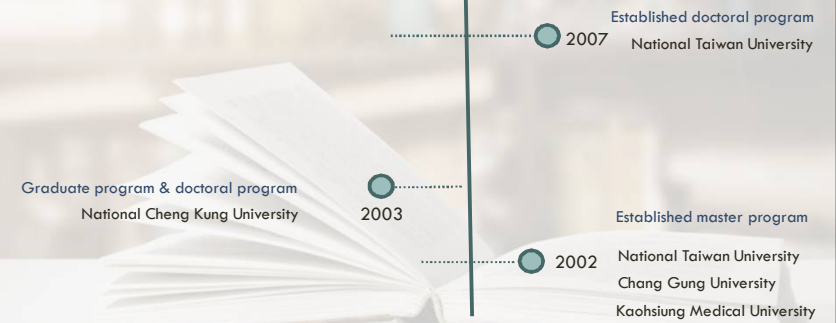 Established doctoral program
2007
National Taiwan University
Graduate program & doctoral program
National Cheng Kung University
2003
Established master program
2002
National Taiwan University
Chang Gung University
Kaohsiung Medical University